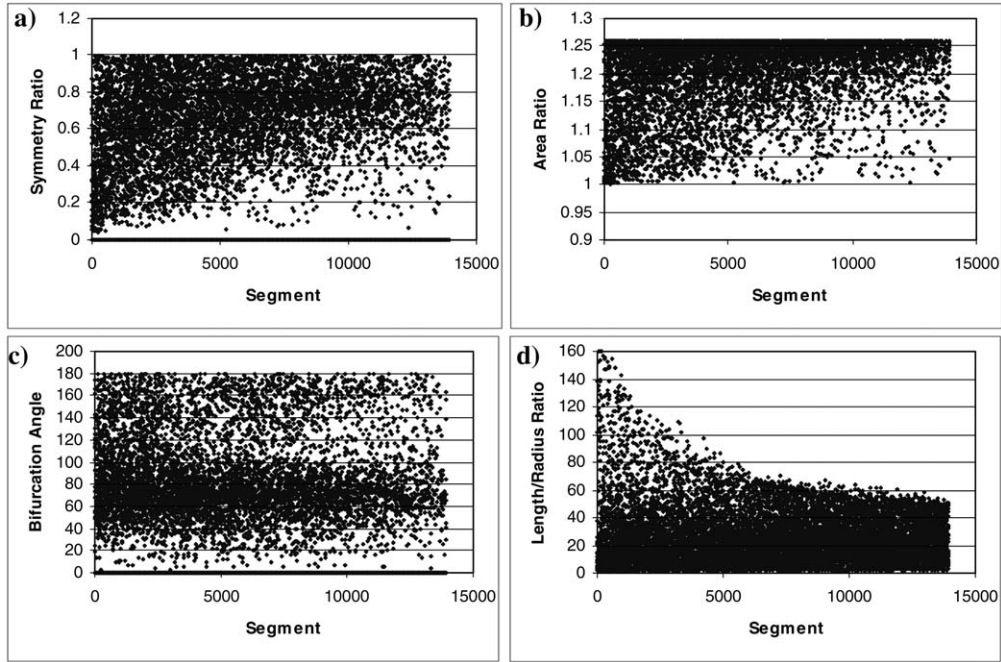 a)
1.2
1
0.8
0.6
0.4
0.2
0
Symmetry Ratio
0 5000 10000 15000
Segment
b)
1.3
1.25
1.2
1.15
1.1
1.05
1
0.95
0.9
Area Ratio
0 5000 10000 15000
Segment
c)
200
180
160
140
120
100
80
60
40
20
0
Bifurcation Angle
0 5000 10000 15000
Segment
d)
160
140
120
100
80
60
40
20
0
Length/Radius Ratio
0 5000 10000 15000
Segment